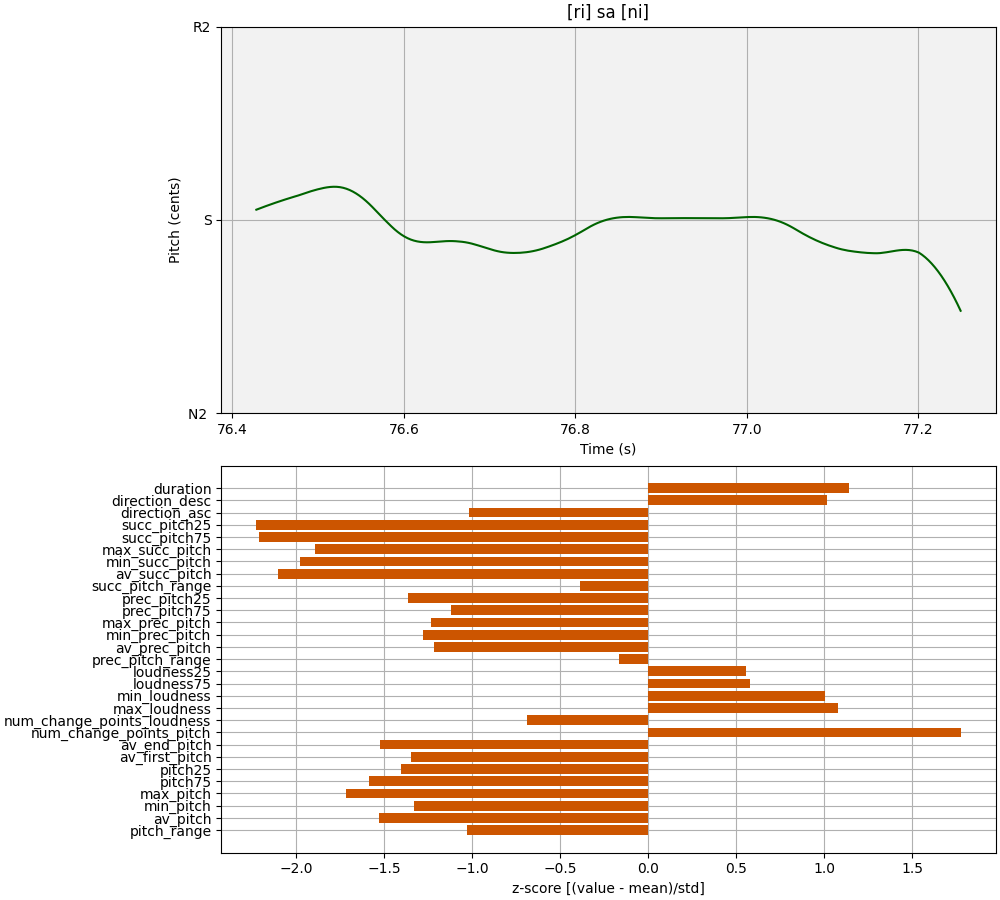 [ri] sa [ni]
R2
S
N2
Pitch (cents)
76.4 76.6 76.8 77.0 77.2
Time (s)
duration
direction_desc
direction_asc
succ_pitch25
succ_pitch75
max_succ_pitch
min_succ_pitch
av_succ_pitch
succ_pitch_range
prec_pitch25
prec_pitch75
max_prec_pitch
min_prec_pitch
av_prec_pitch
prec_pitch_range
loudness25
loudness75
min_loudness
max_loudness
num_change_points_loudness
num_change_points_pitch
av_end_pitch
av_first_pitch
pitch25
pitch75
max_pitch
min_pitch
av_pitch
pitch_range
−2.0 −1.5 −1.0 −0.5 0.0 0.5 1.0 1.5
z-score [(value - mean)/std]